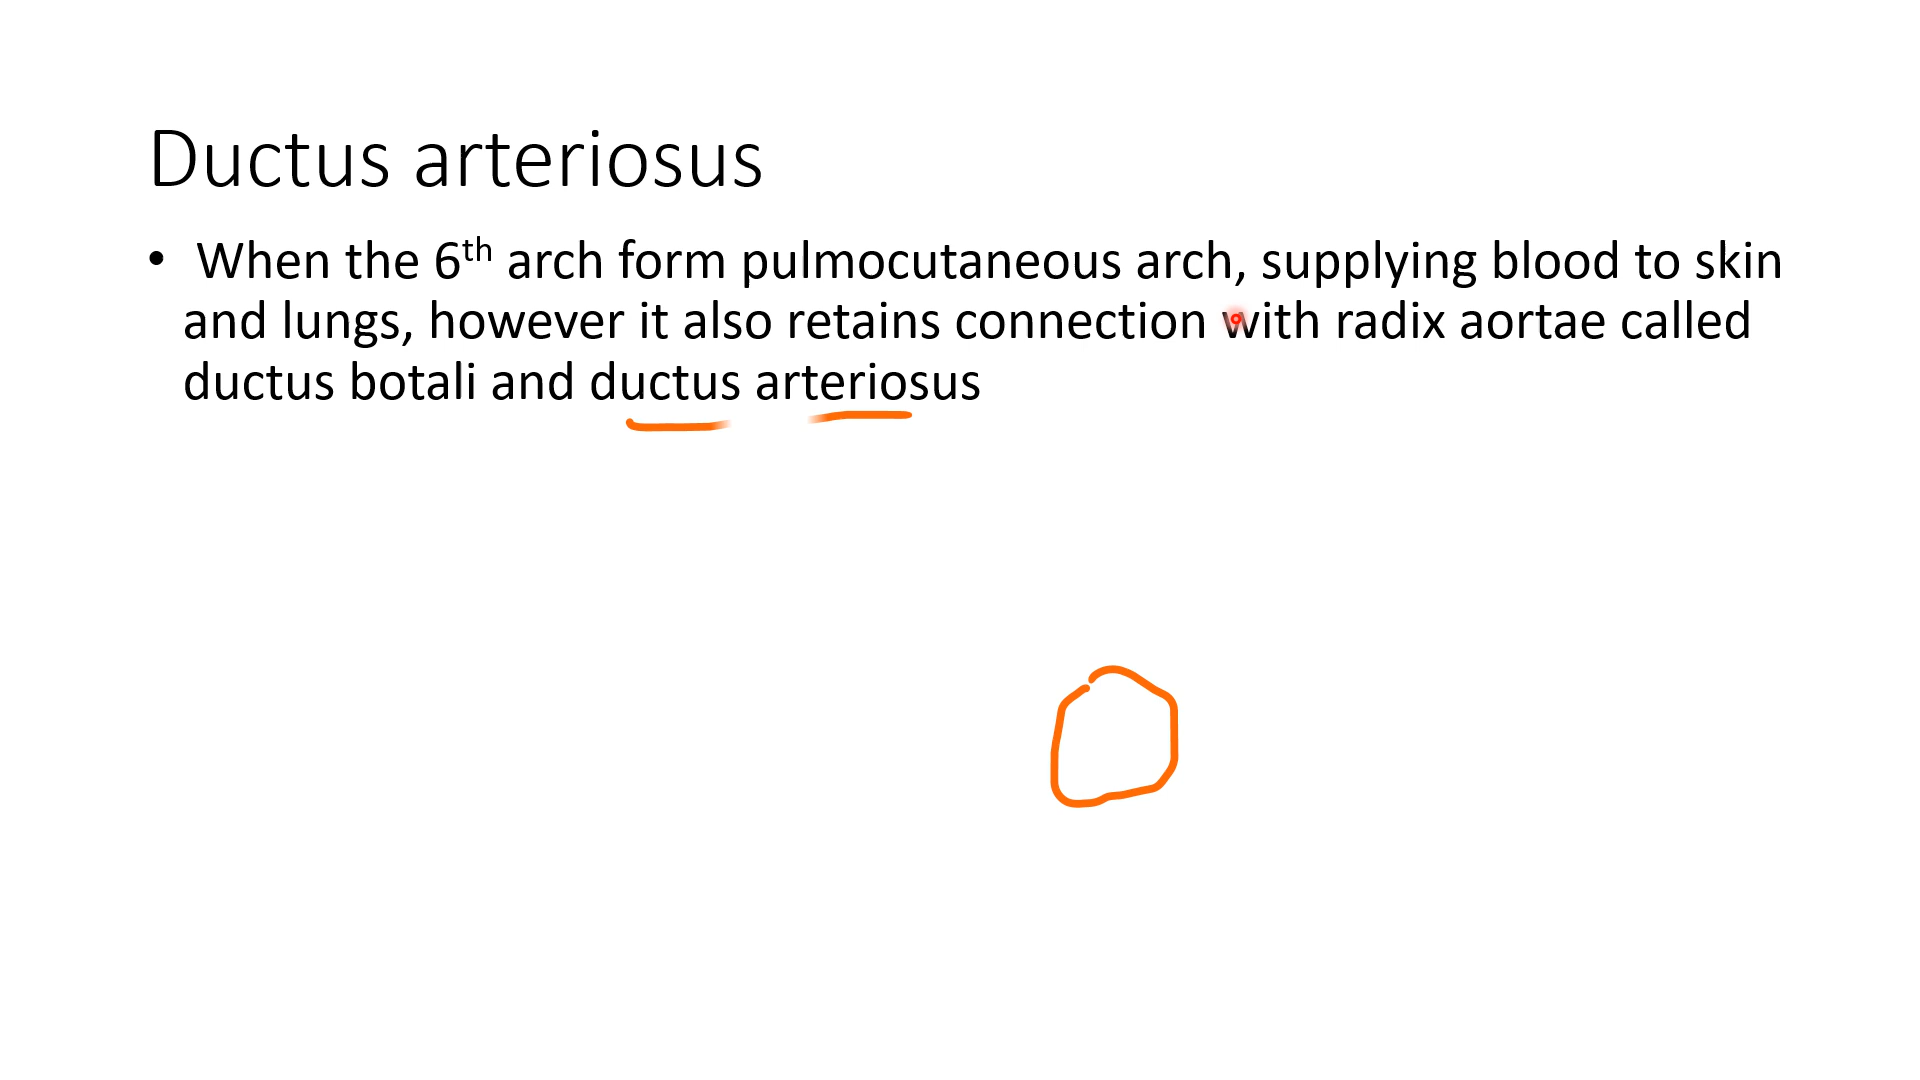 Ductus arteriosus
• When the 6th arch form pulmocutaneous arch, supplying blood to skin
and lungs, however it also retains connection with radix aortae called
ductus botali and ductus arteriosus